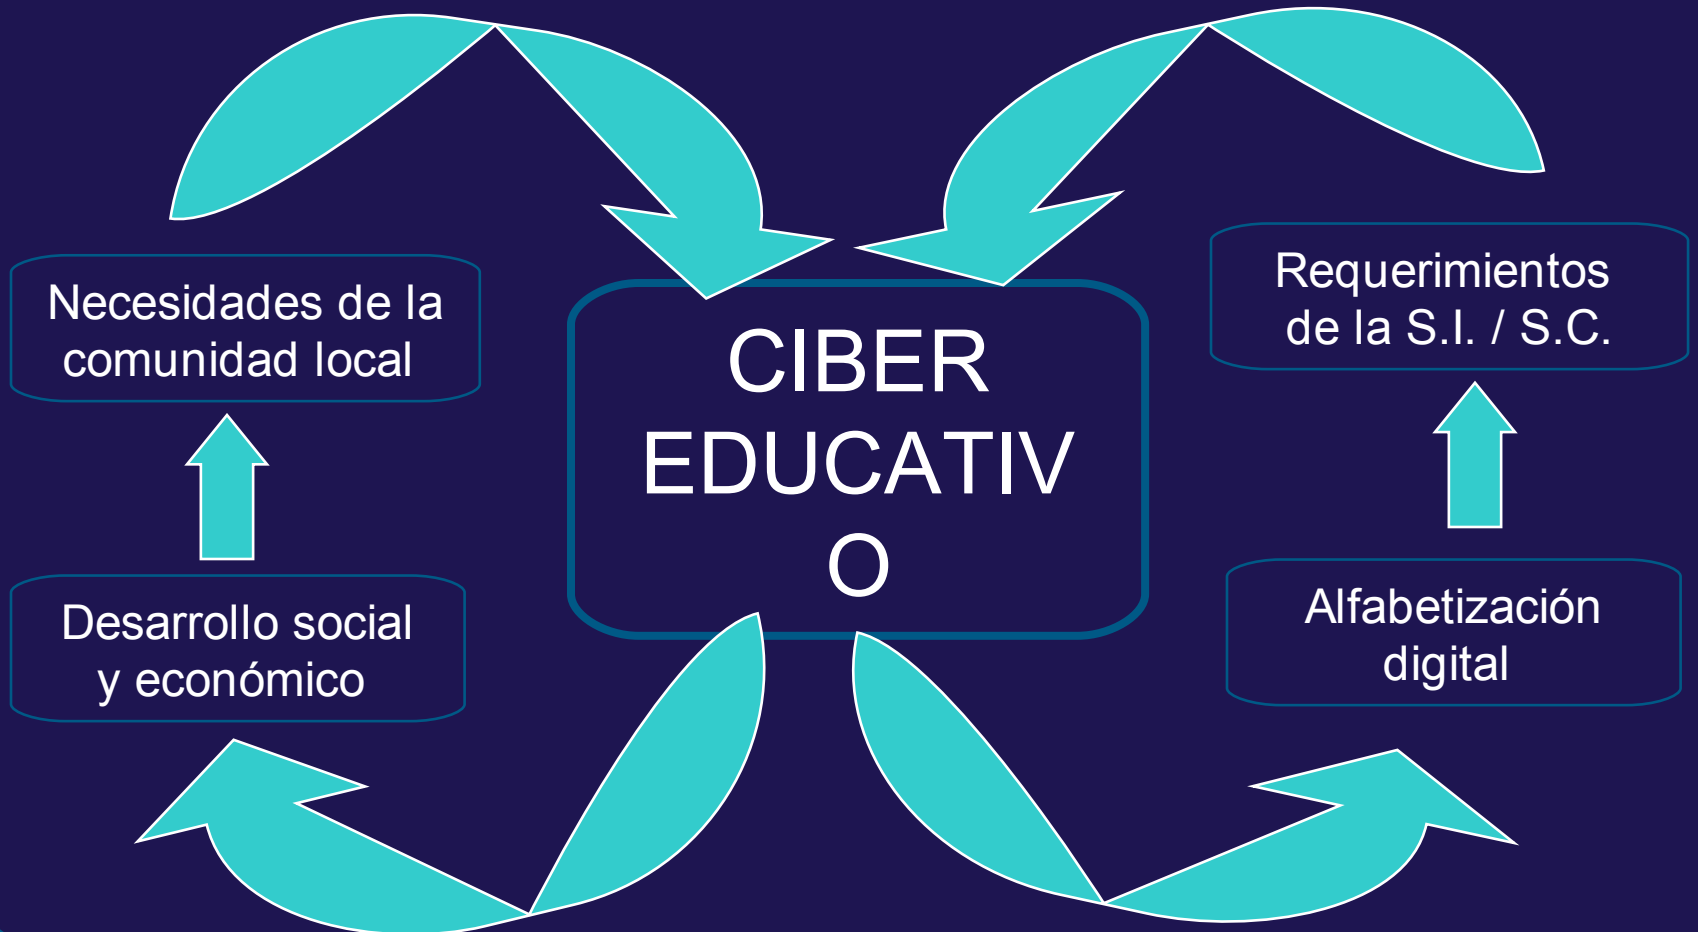 Necesidades de la
comunidad local
Desarrollo social
y económico
CIBER
EDUCATIV
O
Requerimientos
de la S.I. / S.C.
Alfabetización
digital